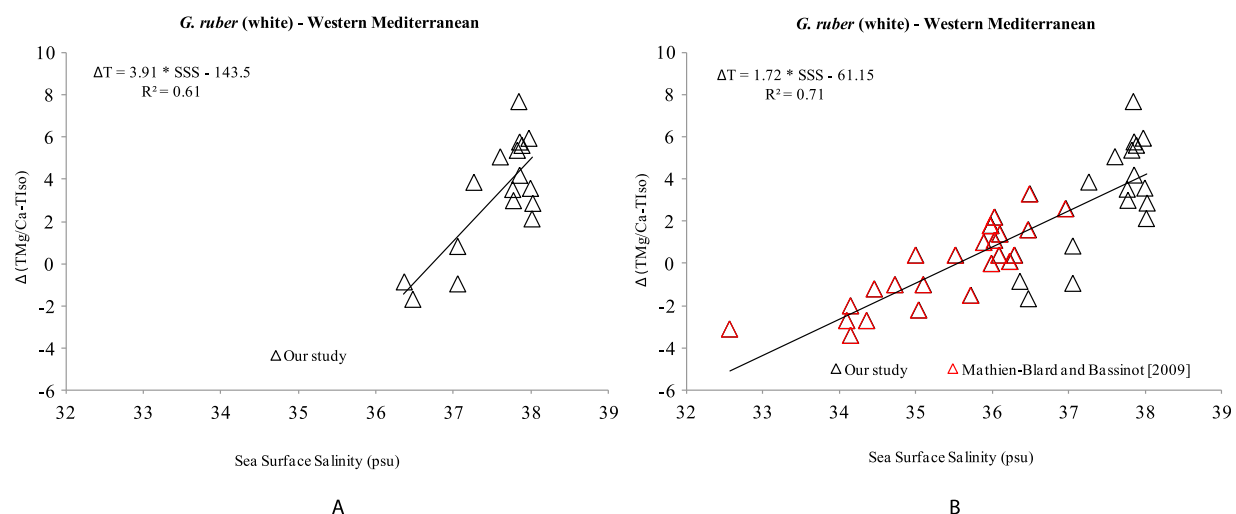 G. ruber (white) - Western Mediterranean
ΔT = 3.91 * SSS - 143.5
R² = 0.61
10
8
6
4
2
0
-2
-4
-6
Δ (TMg/Ca-TIso)
Δ Our study
32
33
34
35
36
37
38
39
Sea Surface Salinity (psu)
A
G. ruber (white) - Western Mediterranean
ΔT = 1.72 * SSS - 61.15
R² = 0.71
10
8
6
4
2
0
-2
-4
-6
Δ (TMg/Ca-TIso)
Δ Our study
Δ Mathien-Blard and Bassinot [2009]
32
33
34
35
36
37
38
39
Sea Surface Salinity (psu)
B